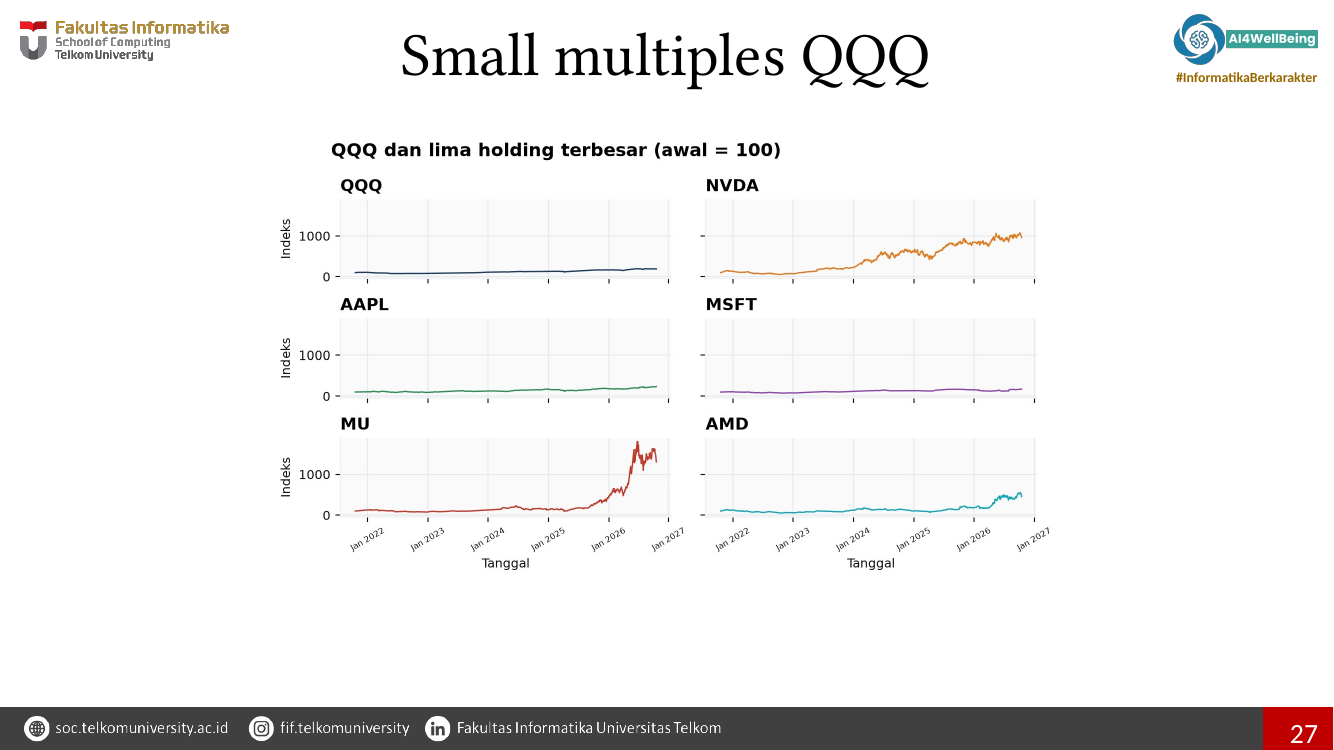 Fakultas Informatika
School of Computing
Telkom University
Small multiples QQQ
AI4WellBeing
#InformatikaBerkarakter
QQQ dan lima holding terbesar (awal = 100)
QQQ
NVDA
Indeks
1000
0
AAPL
MSFT
Indeks
1000
0
MU
AMD
Indeks
1000
0
Jan 2022 Jan 2023 Jan 2024 Jan 2025 Jan 2026 Jan 2027
Jan 2022 Jan 2023 Jan 2024 Jan 2025 Jan 2026 Jan 2027
Tanggal
Tanggal
soc.telkomuniversity.ac.id
fif.telkomuniversity
in Fakultas Informatika Universitas Telkom
27